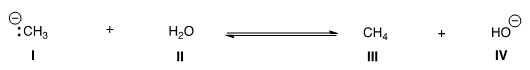 ⊖
:CH₃ + H₂O ⇌ CH₄ + HO⊖
I II III IV